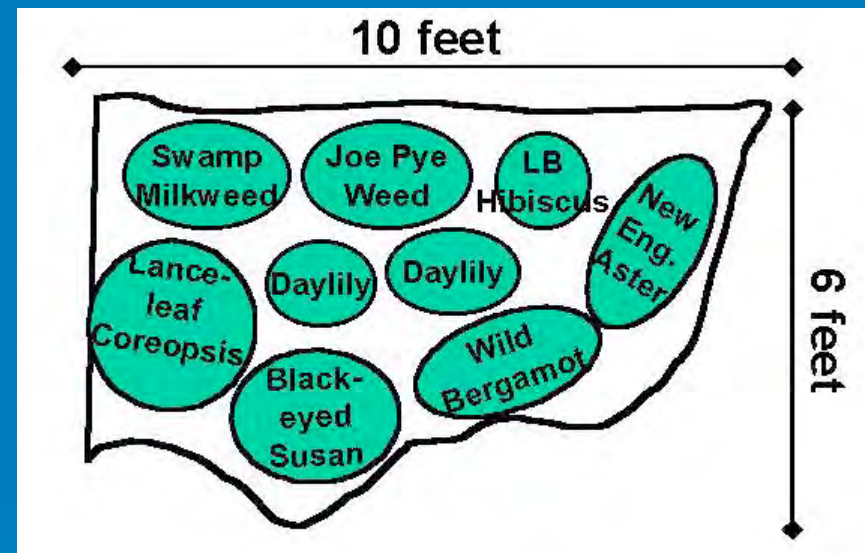 10 feet
Swamp
Milkweed
Joe Pye
Weed
LB
Hibiscus
New
Eng.
Aster
Lance-
leaf
Coreopsis
Daylily
Daylily
6 feet
Wild
Bergamot
Black-
eyed
Susan